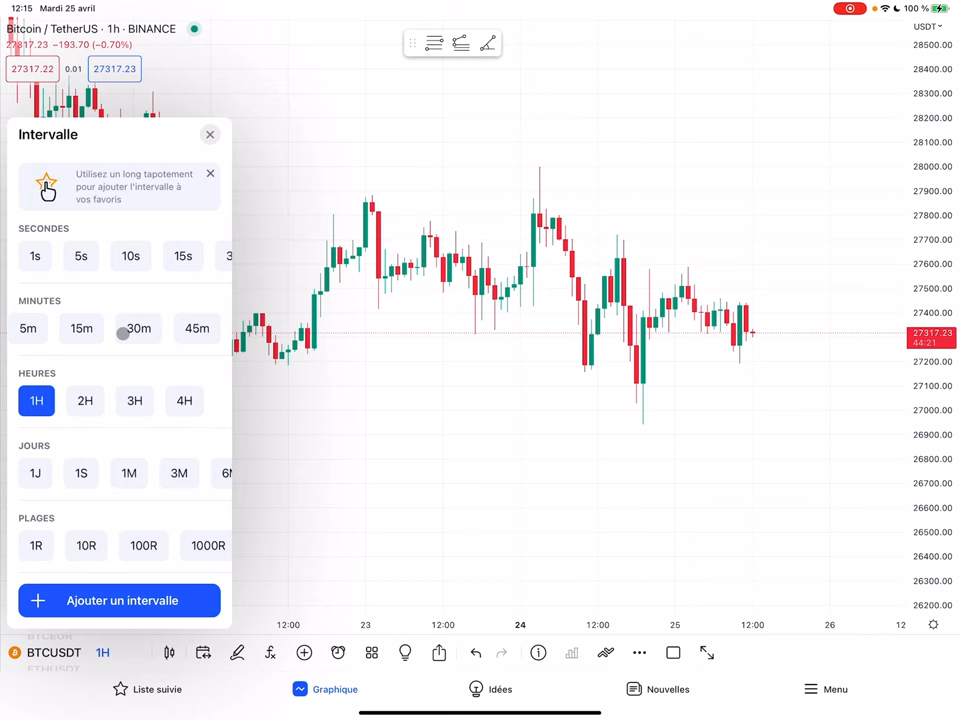 12:15 Mardi 25 avril
100 %
Bitcoin / TetherUS · 1h · BINANCE
27317.23 −193.70 (−0.70%)
27317.22 0.01 27317.23
USDT
28500.00
28400.00
28300.00
28200.00
28100.00
28000.00
27900.00
27800.00
27700.00
27600.00
27500.00
27400.00
27317.23
44:21
27200.00
27100.00
27000.00
26900.00
26800.00
26700.00
26600.00
26500.00
26400.00
26300.00
26200.00
Intervalle
Utilisez un long tapotement
pour ajouter l'intervalle à
vos favoris
SECONDES
1s 5s 10s 15s
MINUTES
5m 15m 30m 45m
HEURES
1H 2H 3H 4H
JOURS
1J 1S 1M 3M
PLAGES
1R 10R 100R 1000R
Ajouter un intervalle
12:00 23 12:00 24 12:00 25 12:00 26 12
BTCEUR
BTCUSDT 1H
ETHUSDT
Liste suivie Graphique Idées Nouvelles Menu